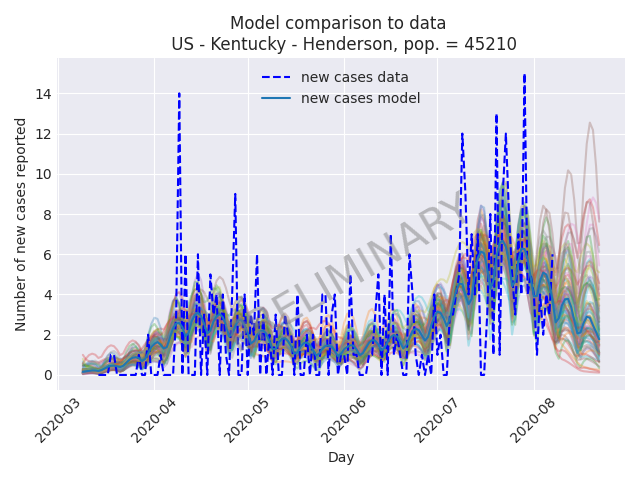 Model comparison to data
US - Kentucky - Henderson, pop. = 45210
new cases data
new cases model
Number of new cases reported
14
12
10
8
6
4
2
0
ELIMINARY
2020-03
2020-04
2020-05
2020-06
2020-07
2020-08
Day